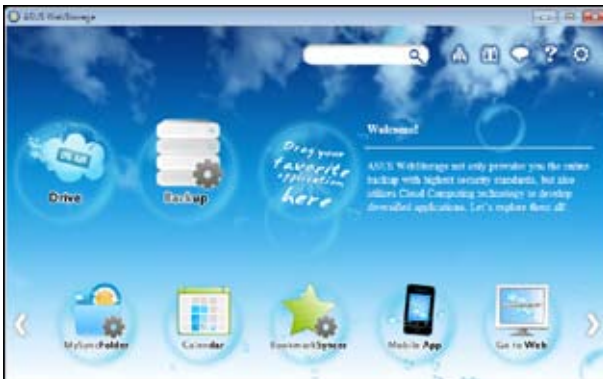 ASUS WebStorage
Welcome!
Drag your
favorite
application
here
ASUS WebStorage not only provides you the online
backup with highest security standards, but also
utilizes Cloud Computing technology to develop
diversified applications. Let's explore them all!
Drive
Backup
MySyncFolder
Calendar
BookmarkSyncer
Mobile App
Go to Web